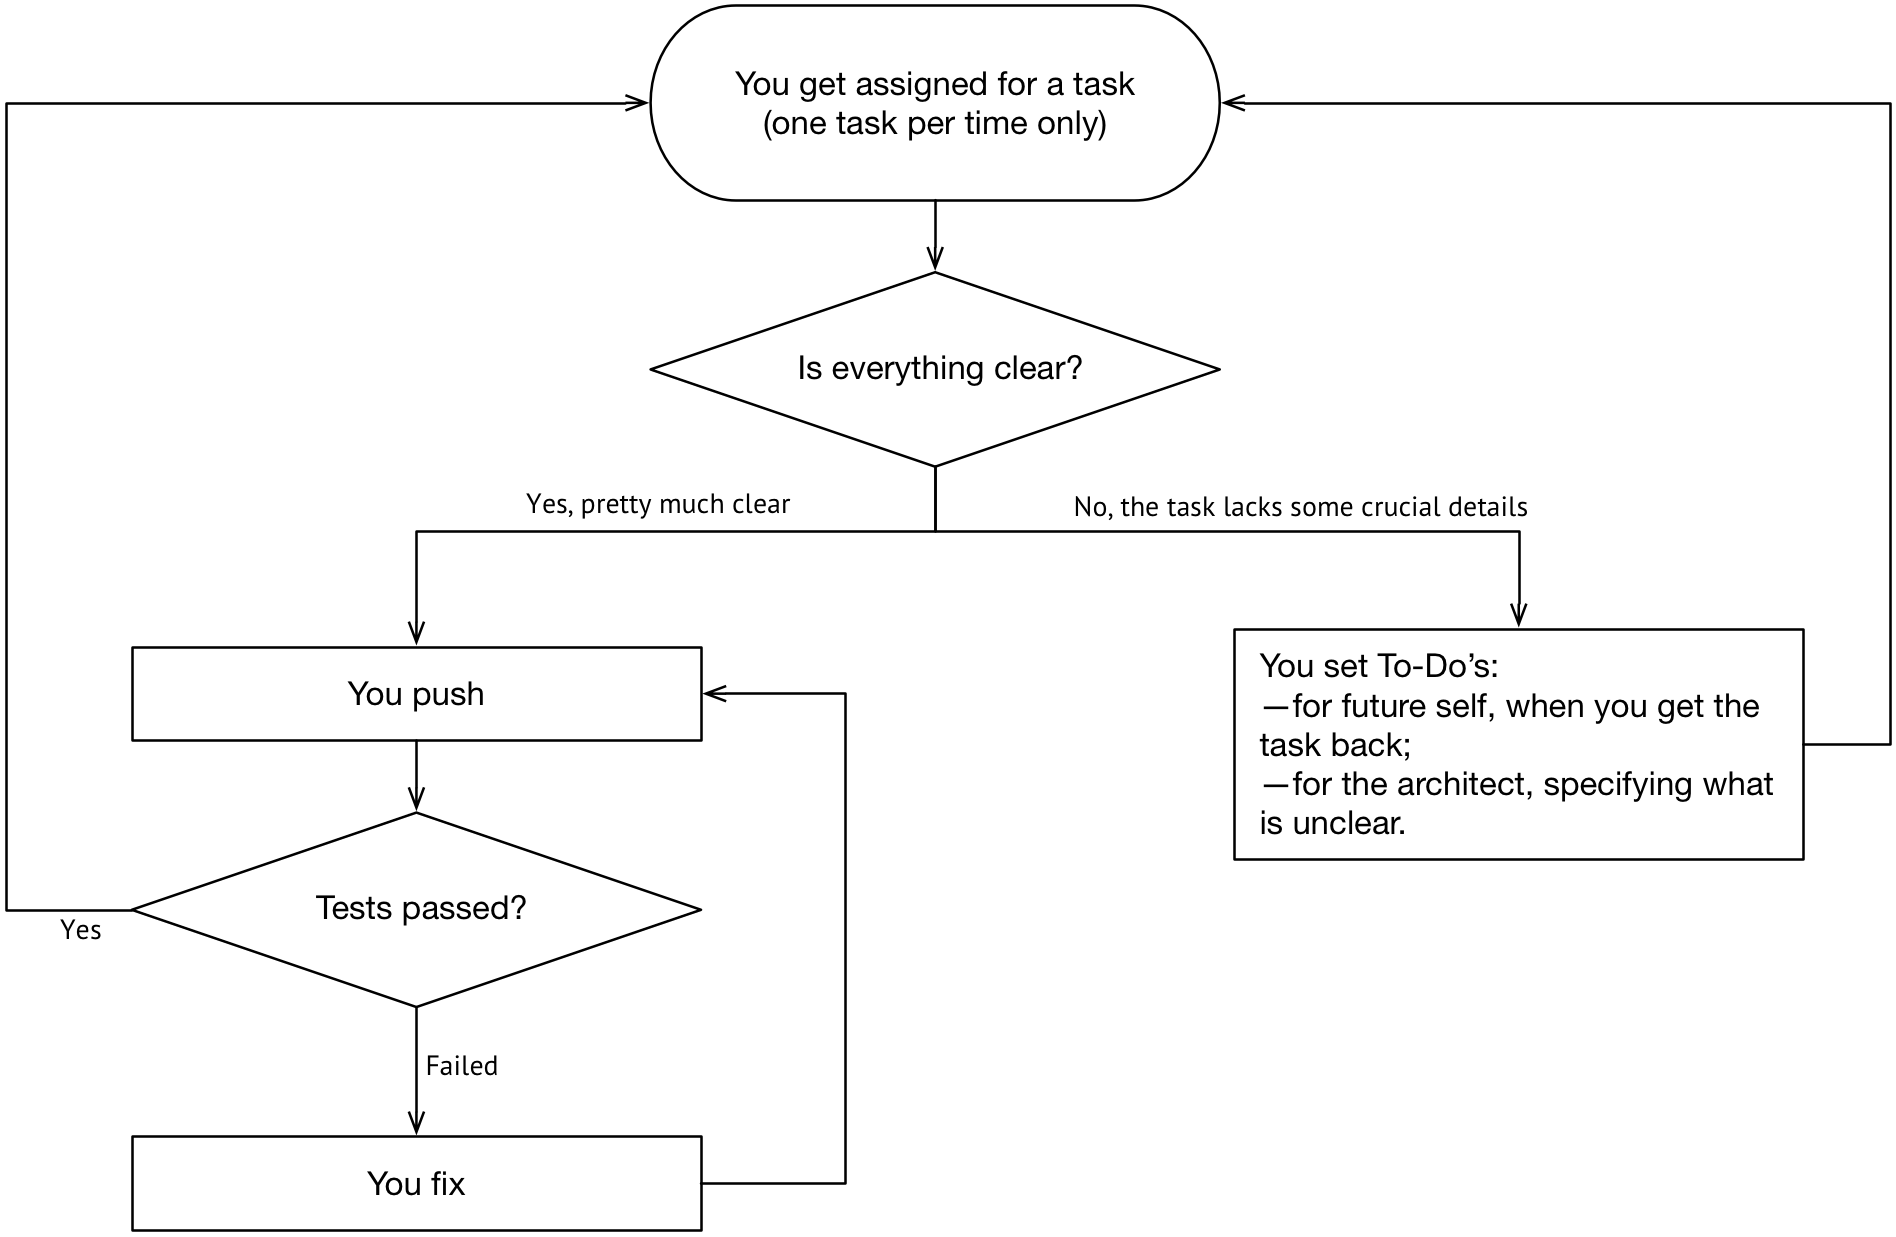 You get assigned for a task
(one task per time only)
Is everything clear?
Yes, pretty much clear
No, the task lacks some crucial details
You push
You set To-Do’s:
—for future self, when you get the
task back;
—for the architect, specifying what
is unclear.
Tests passed?
Yes
Failed
You fix